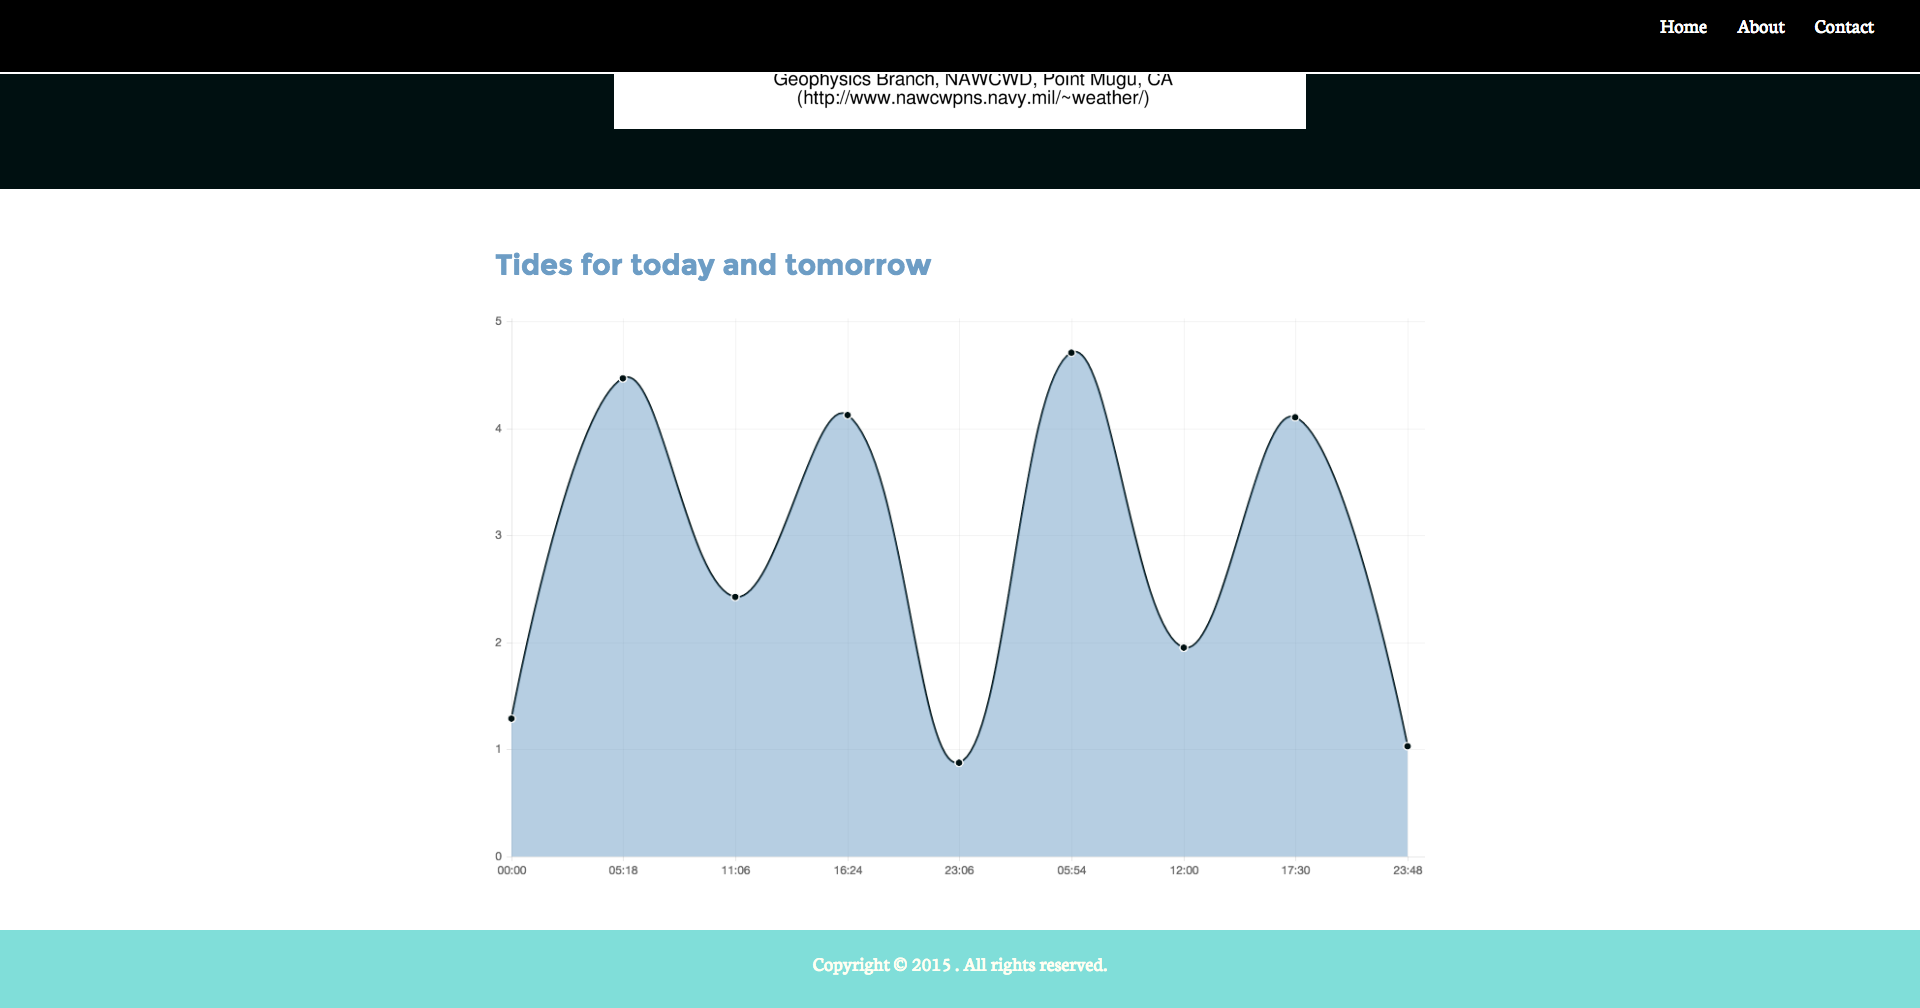 Home About Contact
Geophysics Branch, NAWCWD, Point Mugu, CA
(http://www.nawcwpns.navy.mil/~weather/)
Tides for today and tomorrow
5
4
3
2
1
0
00:00 05:18 11:06 16:24 23:06 05:54 12:00 17:30 23:48
Copyright © 2015 . All rights reserved.